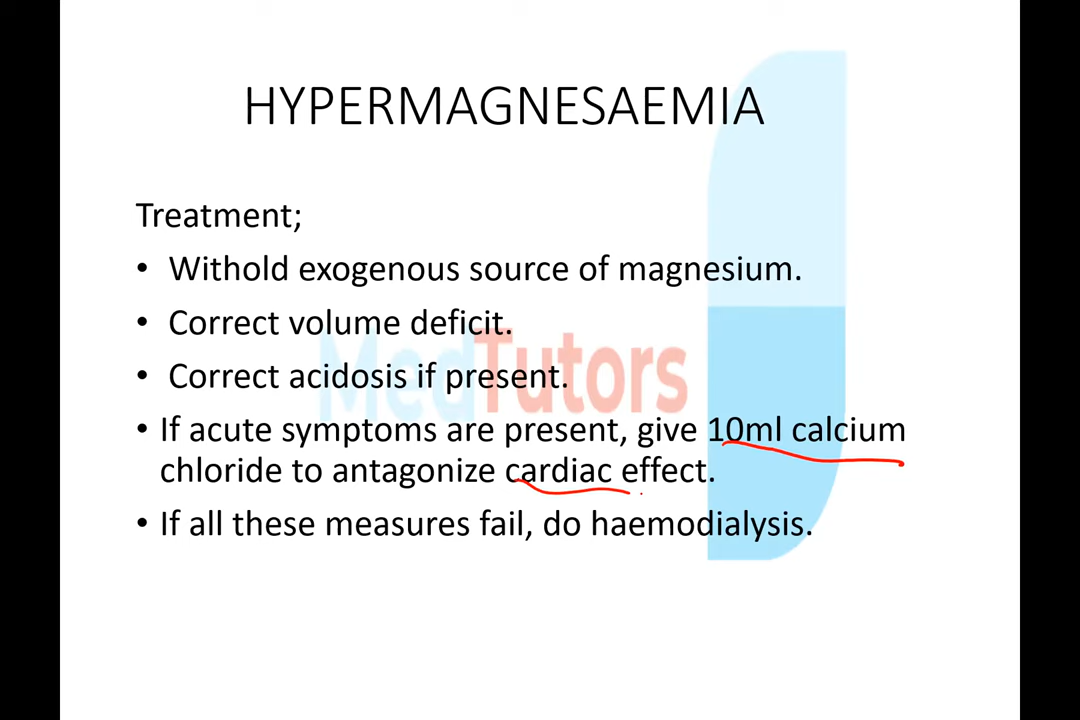 HYPERMAGNESAEMIA
Treatment;
• Withold exogenous source of magnesium.
• Correct volume deficit.
MedTutors
• Correct acidosis if present.
• If acute symptoms are present, give 10ml calcium
chloride to antagonize cardiac effect.
• If all these measures fail, do haemodialysis.